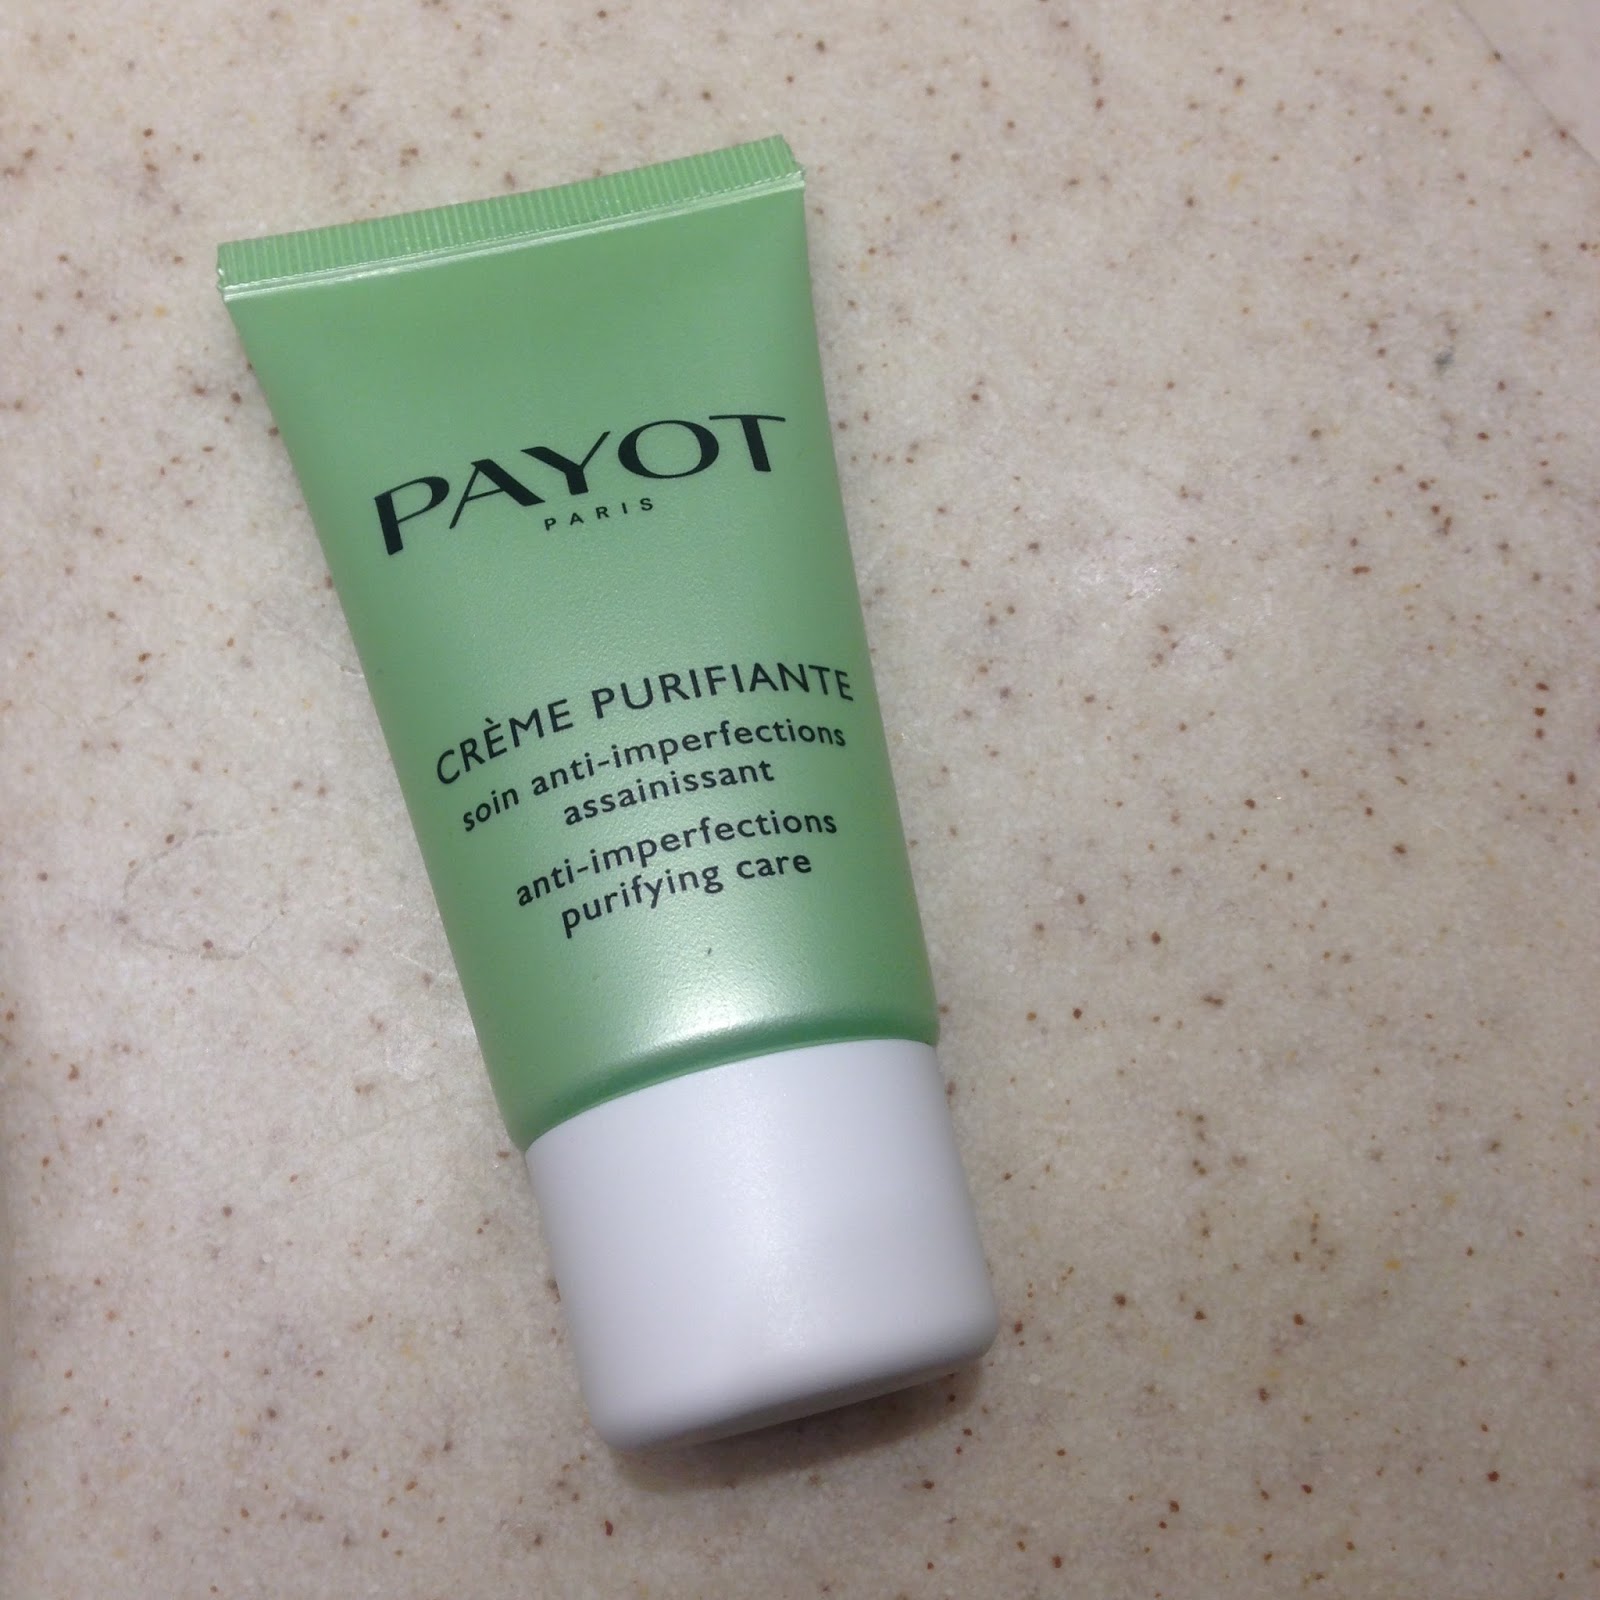 PAYOT
PARIS
CRÈME PURIFIANTE
soin anti-imperfections
assainissant
anti-imperfections
purifying care